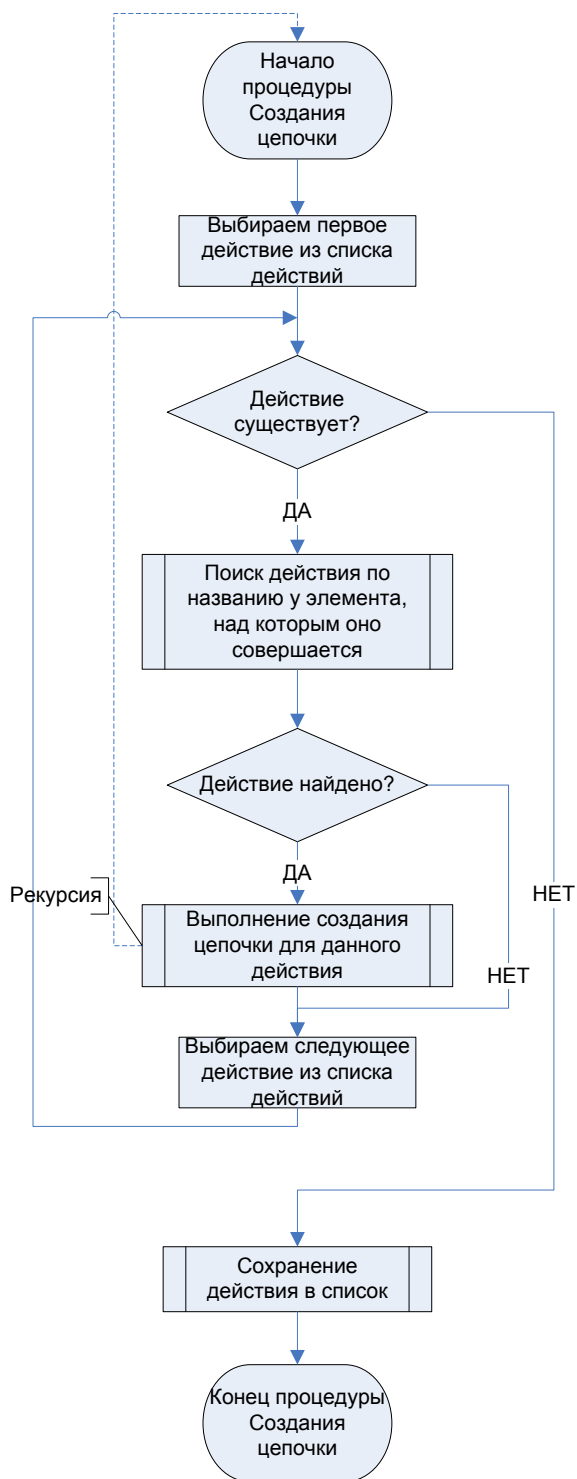 Начало
процедуры
Создания
цепочки
Выбираем первое
действие из списка
действий
Действие
существует?
ДА
Поиск действия по
названию у элемента,
над которым оно
совершается
Действие найдено?
ДА
Рекурсия
НЕТ
Выполнение создания
цепочки для данного
действия
НЕТ
Выбираем следующее
действие из списка
действий
Сохранение
действия в список
Конец процедуры
Создания
цепочки